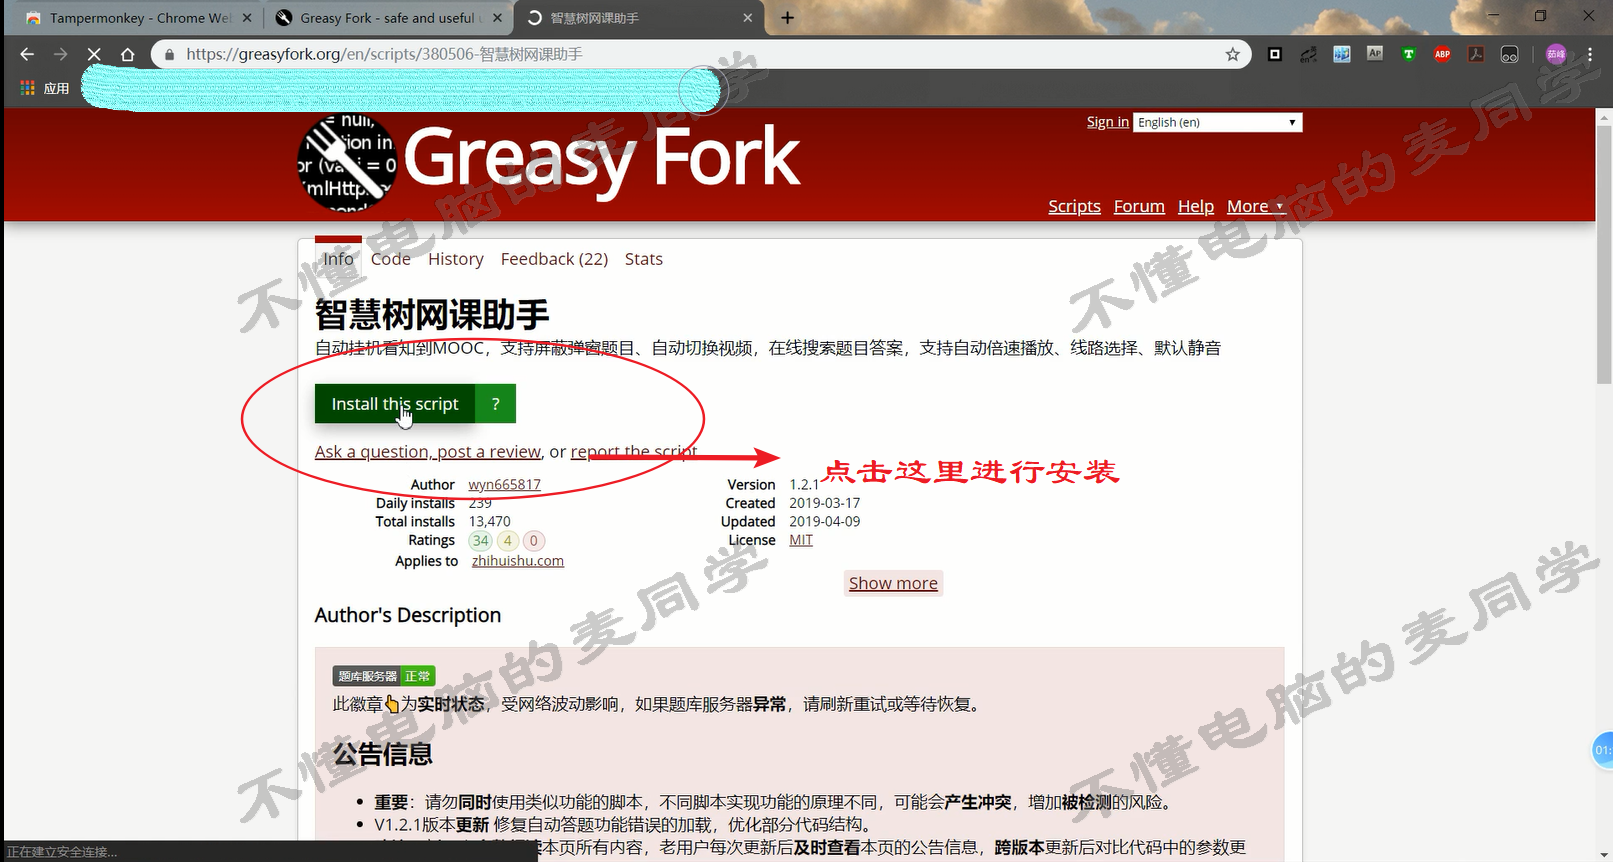 Tampermonkey - Chrome Web
Greasy Fork - safe and useful u
智慧树网课助手
https://greasyfork.org/en/scripts/380506-智慧树网课助手
应用
Greasy Fork
Sign in
English (en)
Scripts Forum Help More
Info Code History Feedback (22) Stats
智慧树网课助手
自动挂机看知到MOOC，支持屏蔽弹窗题目、自动切换视频，在线搜索题目答案，支持自动倍速播放、线路选择、默认静音
Install this script ?
Ask a question, post a review, or report the script
点击这里进行安装
Author wyn665817
Daily installs 239
Total installs 13,470
Ratings 34 4 0
Applies to zhihuishu.com
Version 1.2.1
Created 2019-03-17
Updated 2019-04-09
License MIT
Show more
Author's Description
题库服务器 正常
此徽章👆为实时状态，受网络波动影响，如果题库服务器异常，请刷新重试或等待恢复。
公告信息
重要：请勿同时使用类似功能的脚本，不同脚本实现功能的原理不同，可能会产生冲突，增加被检测的风险。
V1.2.1版本更新 修复自动答题功能错误的加载，优化部分代码结构。
本页所有内容，老用户每次更新后及时查看本页的公告信息，跨版本更新后对比代码中的参数更
正在建立安全连接...
01:
不懂电脑的麦同学
不懂电脑的麦同学
不懂电脑的麦同学
不懂电脑的麦同学